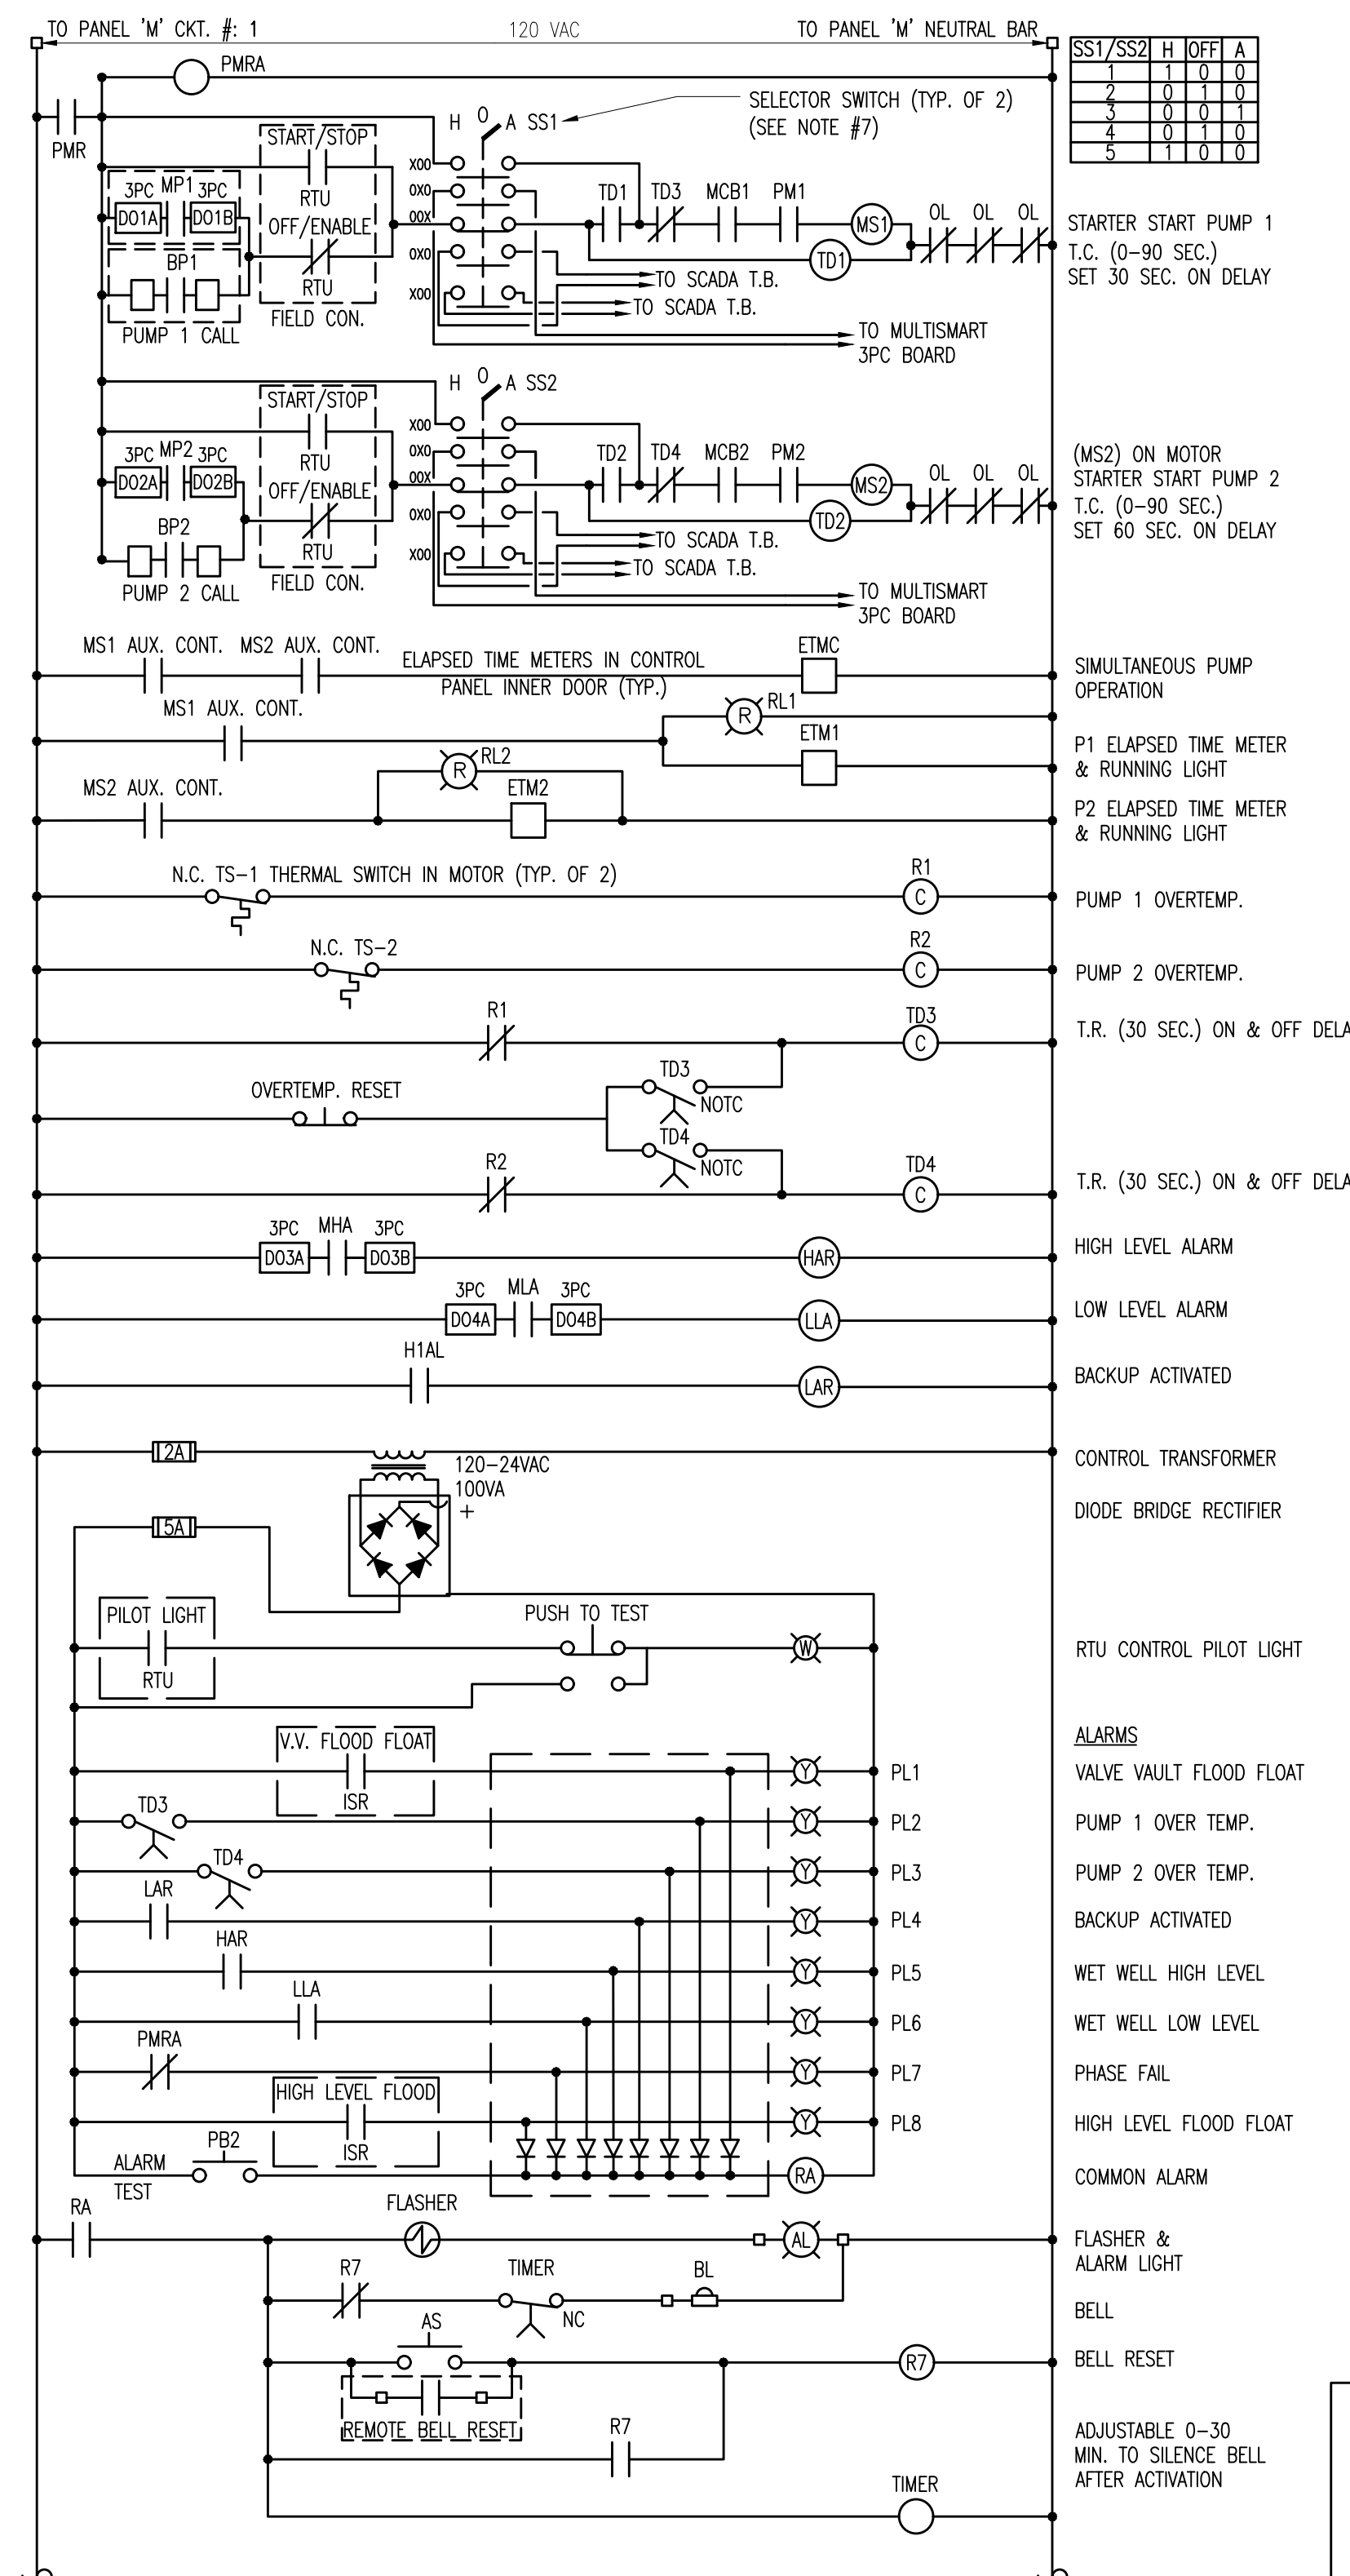 TO PANEL 'M' CKT. #: 1
120 VAC
TO PANEL 'M' NEUTRAL BAR
SS1/SS2 H OFF A
1 1 0 0
2 0 1 0
3 0 0 1
4 0 1 0
5 1 0 0
PMRA
PMR
SELECTOR SWITCH (TYP. OF 2)
(SEE NOTE #7)
H O A SS1
START/STOP
RTU
OFF/ENABLE
RTU
FIELD CON.
3PC MP1 3PC
DO1A DO1B
BP1
PUMP 1 CALL
X00
0X0
00X
0X0
X00
TD1 TD3 MCB1 PM1
MS1
TD1
OL OL OL
STARTER START PUMP 1
T.C. (0-90 SEC.)
SET 30 SEC. ON DELAY
TO SCADA T.B.
TO SCADA T.B.
TO MULTISMART
3PC BOARD
H O A SS2
START/STOP
RTU
OFF/ENABLE
RTU
FIELD CON.
3PC MP2 3PC
DO2A DO2B
BP2
PUMP 2 CALL
X00
0X0
00X
0X0
X00
TD2 TD4 MCB2 PM2
MS2
TD2
OL OL OL
(MS2) ON MOTOR
STARTER START PUMP 2
T.C. (0-90 SEC.)
SET 60 SEC. ON DELAY
TO SCADA T.B.
TO SCADA T.B.
TO MULTISMART
3PC BOARD
MS1 AUX. CONT. MS2 AUX. CONT.
ELAPSED TIME METERS IN CONTROL
PANEL INNER DOOR (TYP.)
ETMC
SIMULTANEOUS PUMP
OPERATION
MS1 AUX. CONT.
R RL1
ETM1
P1 ELAPSED TIME METER
& RUNNING LIGHT
R RL2
MS2 AUX. CONT.
ETM2
P2 ELAPSED TIME METER
& RUNNING LIGHT
N.C. TS-1 THERMAL SWITCH IN MOTOR (TYP. OF 2)
R1
C
PUMP 1 OVERTEMP.
N.C. TS-2
R2
C
PUMP 2 OVERTEMP.
R1
TD3
C
T.R. (30 SEC.) ON & OFF DELA
OVERTEMP. RESET
TD3
NOTC
TD4
NOTC
R2
TD4
C
T.R. (30 SEC.) ON & OFF DELA
3PC MHA 3PC
DO3A DO3B
HAR
HIGH LEVEL ALARM
3PC MLA 3PC
DO4A DO4B
LLA
LOW LEVEL ALARM
H1AL
LAR
BACKUP ACTIVATED
2A
120-24VAC
100VA
+
CONTROL TRANSFORMER
DIODE BRIDGE RECTIFIER
5A
PILOT LIGHT
RTU
PUSH TO TEST
W
RTU CONTROL PILOT LIGHT
ALARMS
V.V. FLOOD FLOAT
ISR
Y PL1
VALVE VAULT FLOOD FLOAT
TD3
Y PL2
PUMP 1 OVER TEMP.
TD4
Y PL3
PUMP 2 OVER TEMP.
LAR
Y PL4
BACKUP ACTIVATED
HAR
Y PL5
WET WELL HIGH LEVEL
LLA
Y PL6
WET WELL LOW LEVEL
PMRA
Y PL7
PHASE FAIL
HIGH LEVEL FLOOD
ISR
Y PL8
HIGH LEVEL FLOOD FLOAT
ALARM
TEST
PB2
RA
COMMON ALARM
RA
FLASHER
AL
FLASHER &
ALARM LIGHT
R7
TIMER
NC
BL
BELL
AS
R7
BELL RESET
REMOTE BELL RESET
R7
ADJUSTABLE 0-30
MIN. TO SILENCE BELL
AFTER ACTIVATION
TIMER